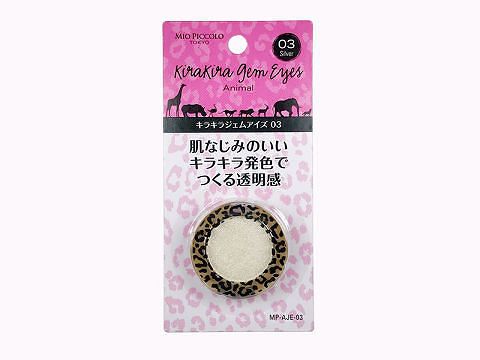 MIO PICCOLO
TOKYO
03
Silver
KiraKira Gem Eyes
Animal
キラキラジェムアイズ 03
肌なじみのいい
キラキラ発色で
つくる透明感
MP-AJE-03